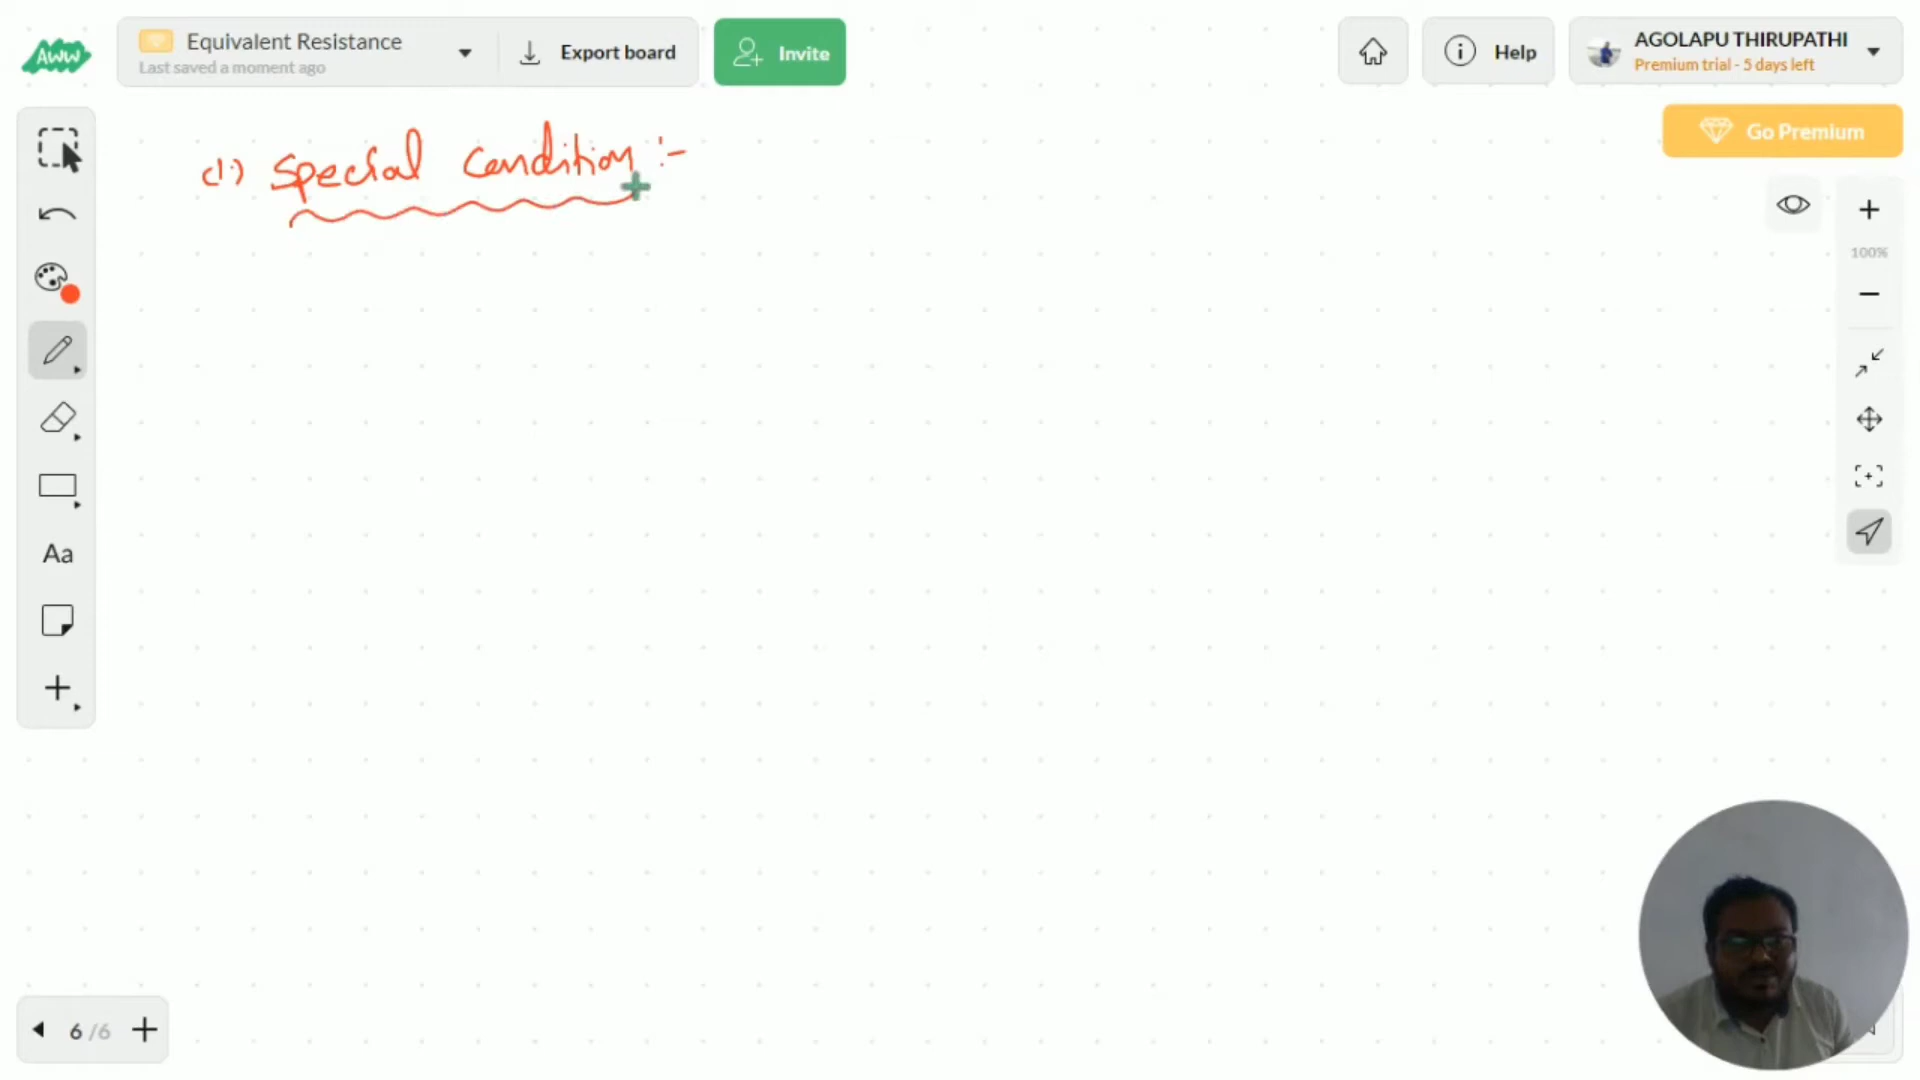 AWW
Equivalent Resistance
Last saved a moment ago
Export board
Invite
Help
AGOLAPU THIRUPATHI
Premium trial - 5 days left
Go Premium
(1) Special Condition :-
100%
Aa
6 /6